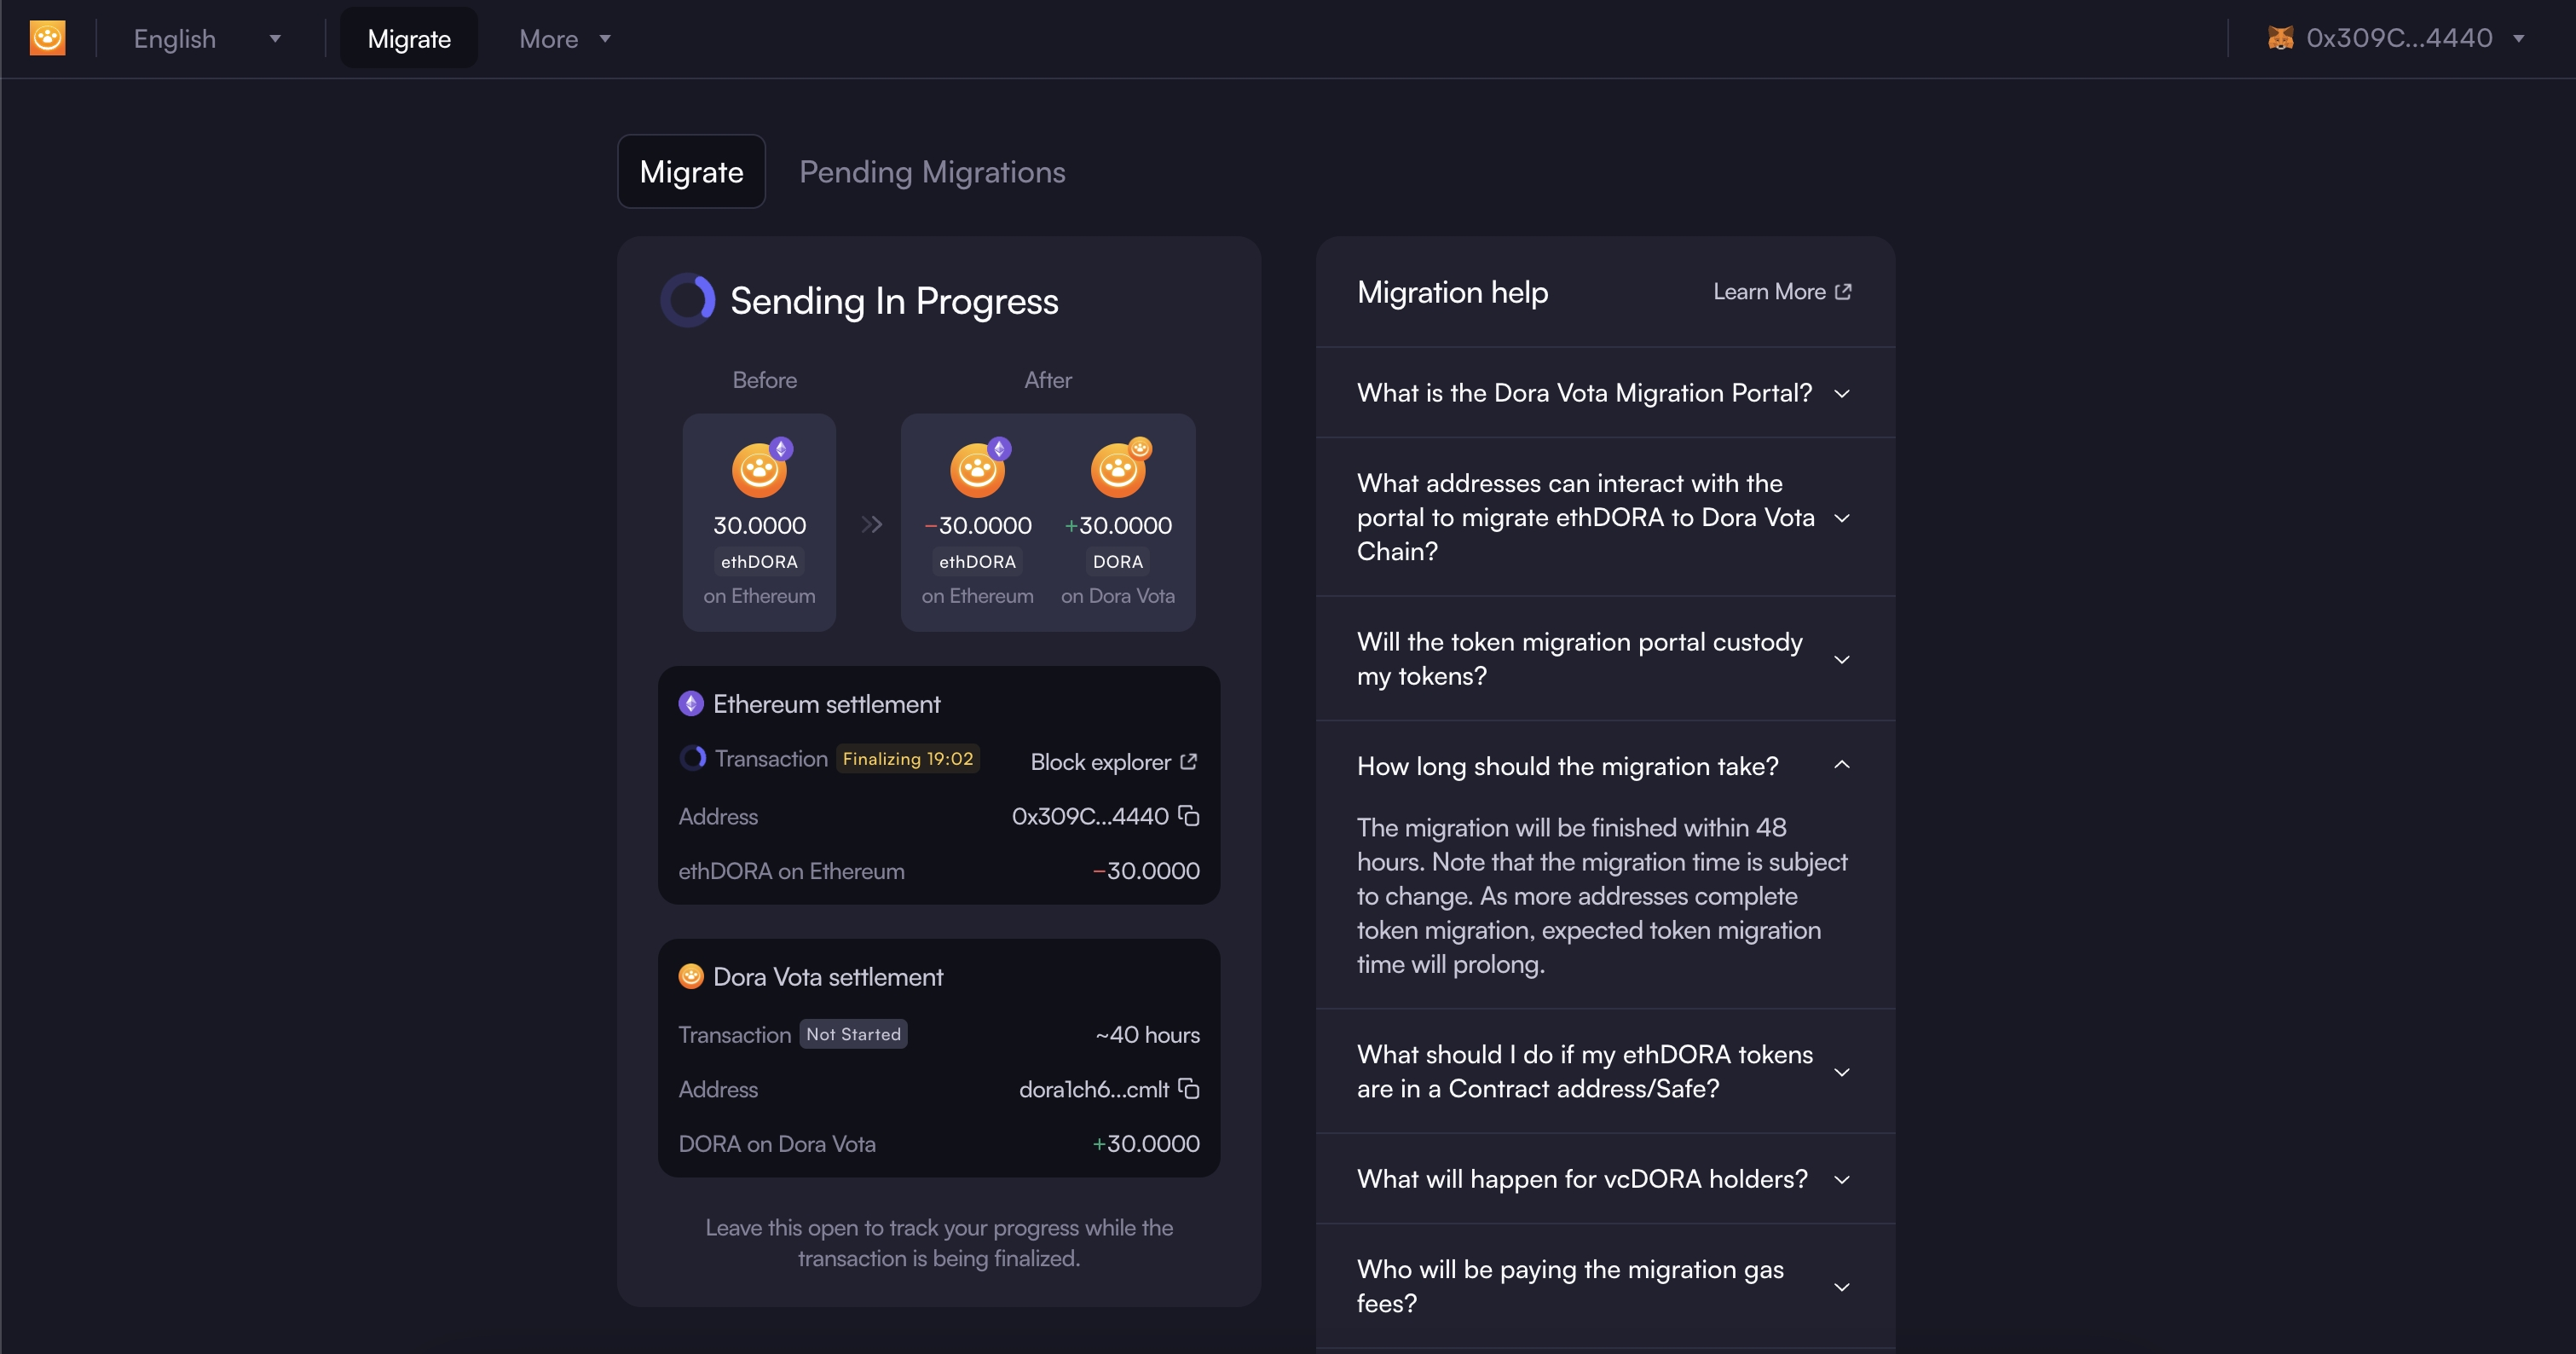 English
Migrate
More
0x309C...4440
Migrate
Pending Migrations
Sending In Progress
Before
After
30.0000
ethDORA
on Ethereum
−30.0000
ethDORA
on Ethereum
+30.0000
DORA
on Dora Vota
Ethereum settlement
Transaction Finalizing 19:02 Block explorer
Address 0x309C...4440
ethDORA on Ethereum −30.0000
Dora Vota settlement
Transaction Not Started ~40 hours
Address dora1ch6...cmlt
DORA on Dora Vota +30.0000
Leave this open to track your progress while the
transaction is being finalized.
Migration help
Learn More
What is the Dora Vota Migration Portal?
What addresses can interact with the
portal to migrate ethDORA to Dora Vota
Chain?
Will the token migration portal custody
my tokens?
How long should the migration take?
The migration will be finished within 48
hours. Note that the migration time is subject
to change. As more addresses complete
token migration, expected token migration
time will prolong.
What should I do if my ethDORA tokens
are in a Contract address/Safe?
What will happen for vcDORA holders?
Who will be paying the migration gas
fees?